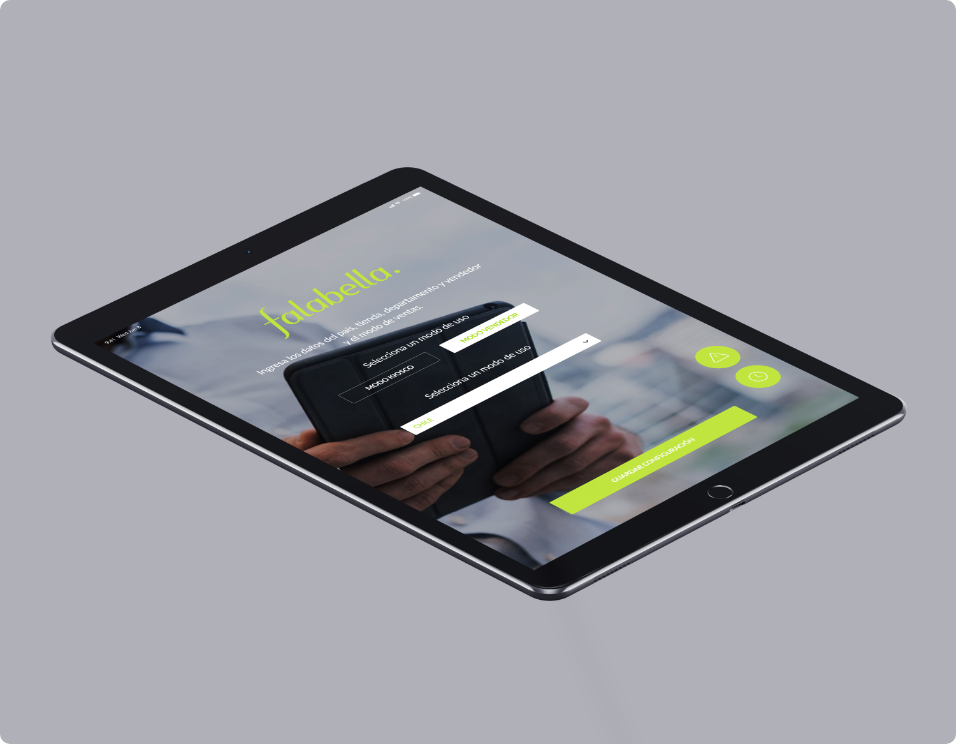 falabella.
Ingresa los datos del país, tienda, departamento y vendedor
y el modo de ventas.
Selecciona un modo de uso
MODO KIOSCO
MODO VENDEDOR
Selecciona un modo de uso
CHILE
GUARDAR CONFIGURACIÓN